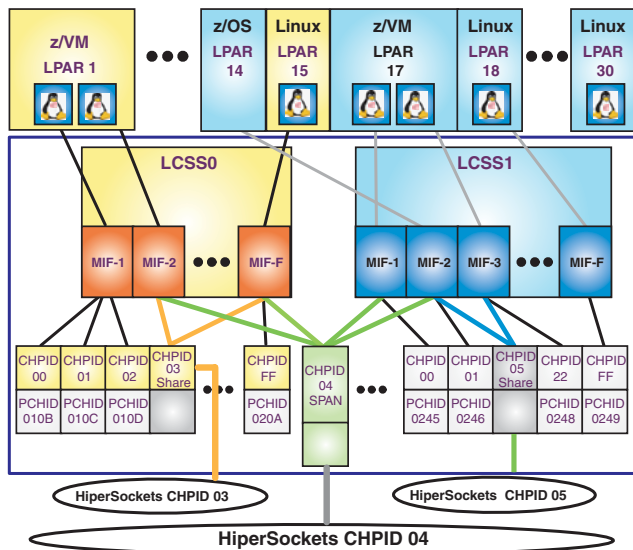 z/VM
LPAR 1
z/OS
LPAR
14
Linux
LPAR
15
z/VM
LPAR
17
Linux
LPAR
18
Linux
LPAR
30
LCSS0
LCSS1
MIF-1
MIF-2
MIF-F
MIF-1
MIF-2
MIF-3
MIF-F
CHPID
00
CHPID
01
CHPID
02
CHPID
03
Share
CHPID
FF
CHPID
04
SPAN
CHPID
00
CHPID
01
CHPID
05
Share
CHPID
22
CHPID
FF
PCHID
010B
PCHID
010C
PCHID
010D
PCHID
020A
PCHID
0245
PCHID
0246
PCHID
0248
PCHID
0249
HiperSockets CHPID 03
HiperSockets CHPID 05
HiperSockets CHPID 04